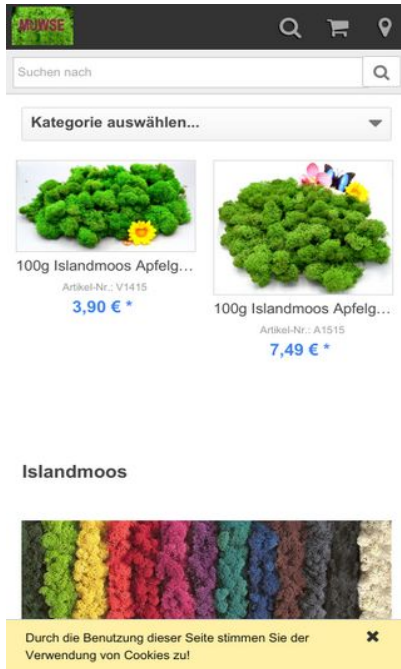 MUWSE
Suchen nach
Kategorie auswählen...
100g Islandmoos Apfelg...
Artikel-Nr.: V1415
3,90 € *
100g Islandmoos Apfelg...
Artikel-Nr.: A1515
7,49 € *
Islandmoos
Durch die Benutzung dieser Seite stimmen Sie der
Verwendung von Cookies zu!